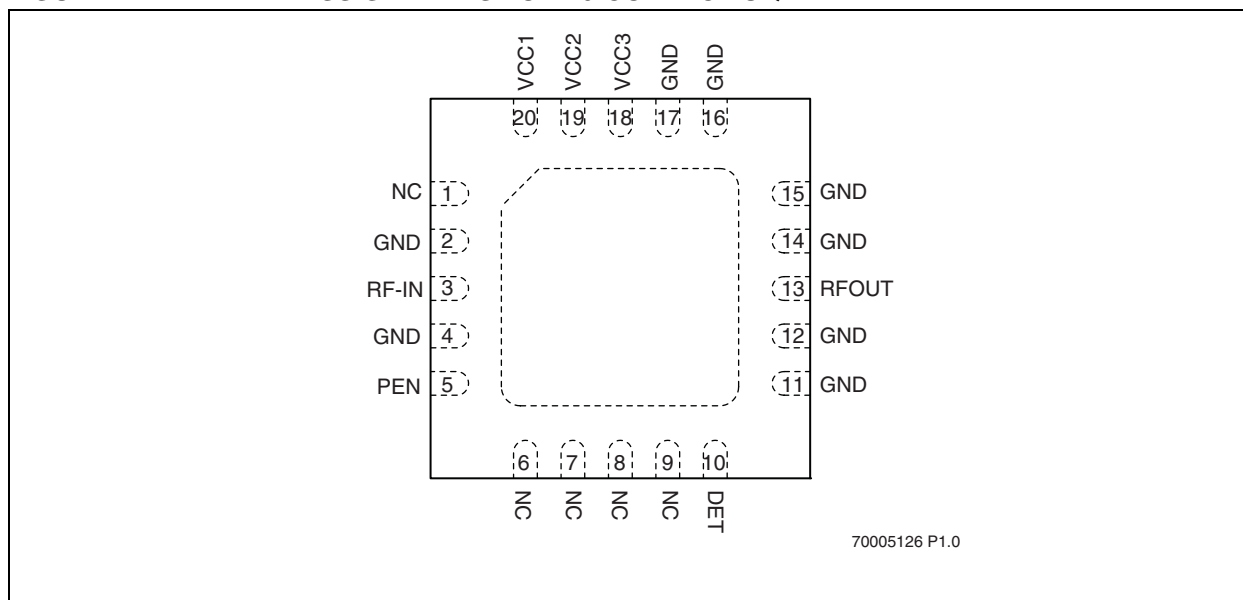 VCC1 VCC2 VCC3 GND GND
20 19 18 17 16
NC 1 15 GND
GND 2 14 GND
RF-IN 3 13 RFOUT
GND 4 12 GND
PEN 5 11 GND
6 7 8 9 10
NC NC NC NC DET
70005126 P1.0